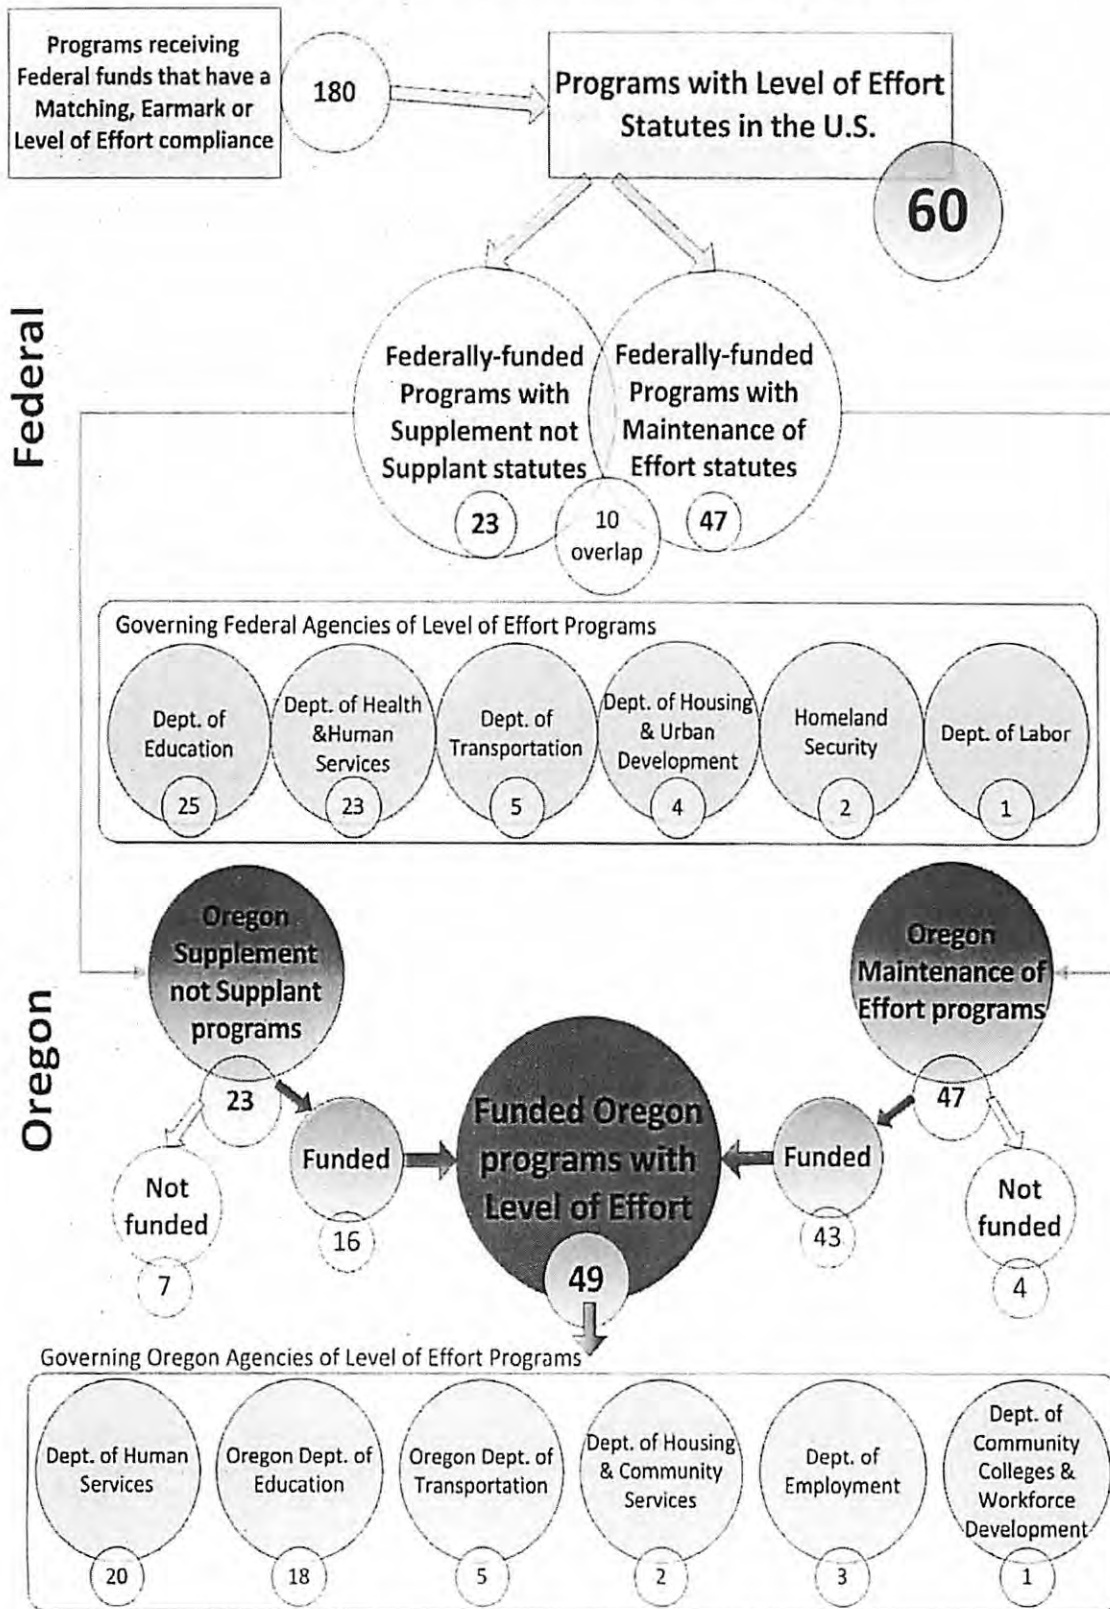 Programs receiving
Federal funds that have a
Matching, Earmark or
Level of Effort compliance
180
Programs with Level of Effort
Statutes in the U.S.
60
Federal
Federally-funded
Programs with
Supplement not
Supplant statutes
23
10
overlap
Federally-funded
Programs with
Maintenance of
Effort statutes
47
Governing Federal Agencies of Level of Effort Programs
Dept. of
Education
25
Dept. of Health
&Human
Services
23
Dept. of
Transportation
5
Dept. of Housing
& Urban
Development
4
Homeland
Security
2
Dept. of Labor
1
Oregon
Oregon
Supplement
not Supplant
programs
23
Not
funded
7
Funded
16
Funded Oregon
programs with
Level of Effort
49
Oregon
Maintenance of
Effort programs
47
Funded
43
Not
funded
4
Governing Oregon Agencies of Level of Effort Programs
Dept. of Human
Services
20
Oregon Dept. of
Education
18
Oregon Dept. of
Transportation
5
Dept. of Housing
& Community
Services
2
Dept. of
Employment
3
Dept. of
Community
Colleges &
Workforce
Development
1